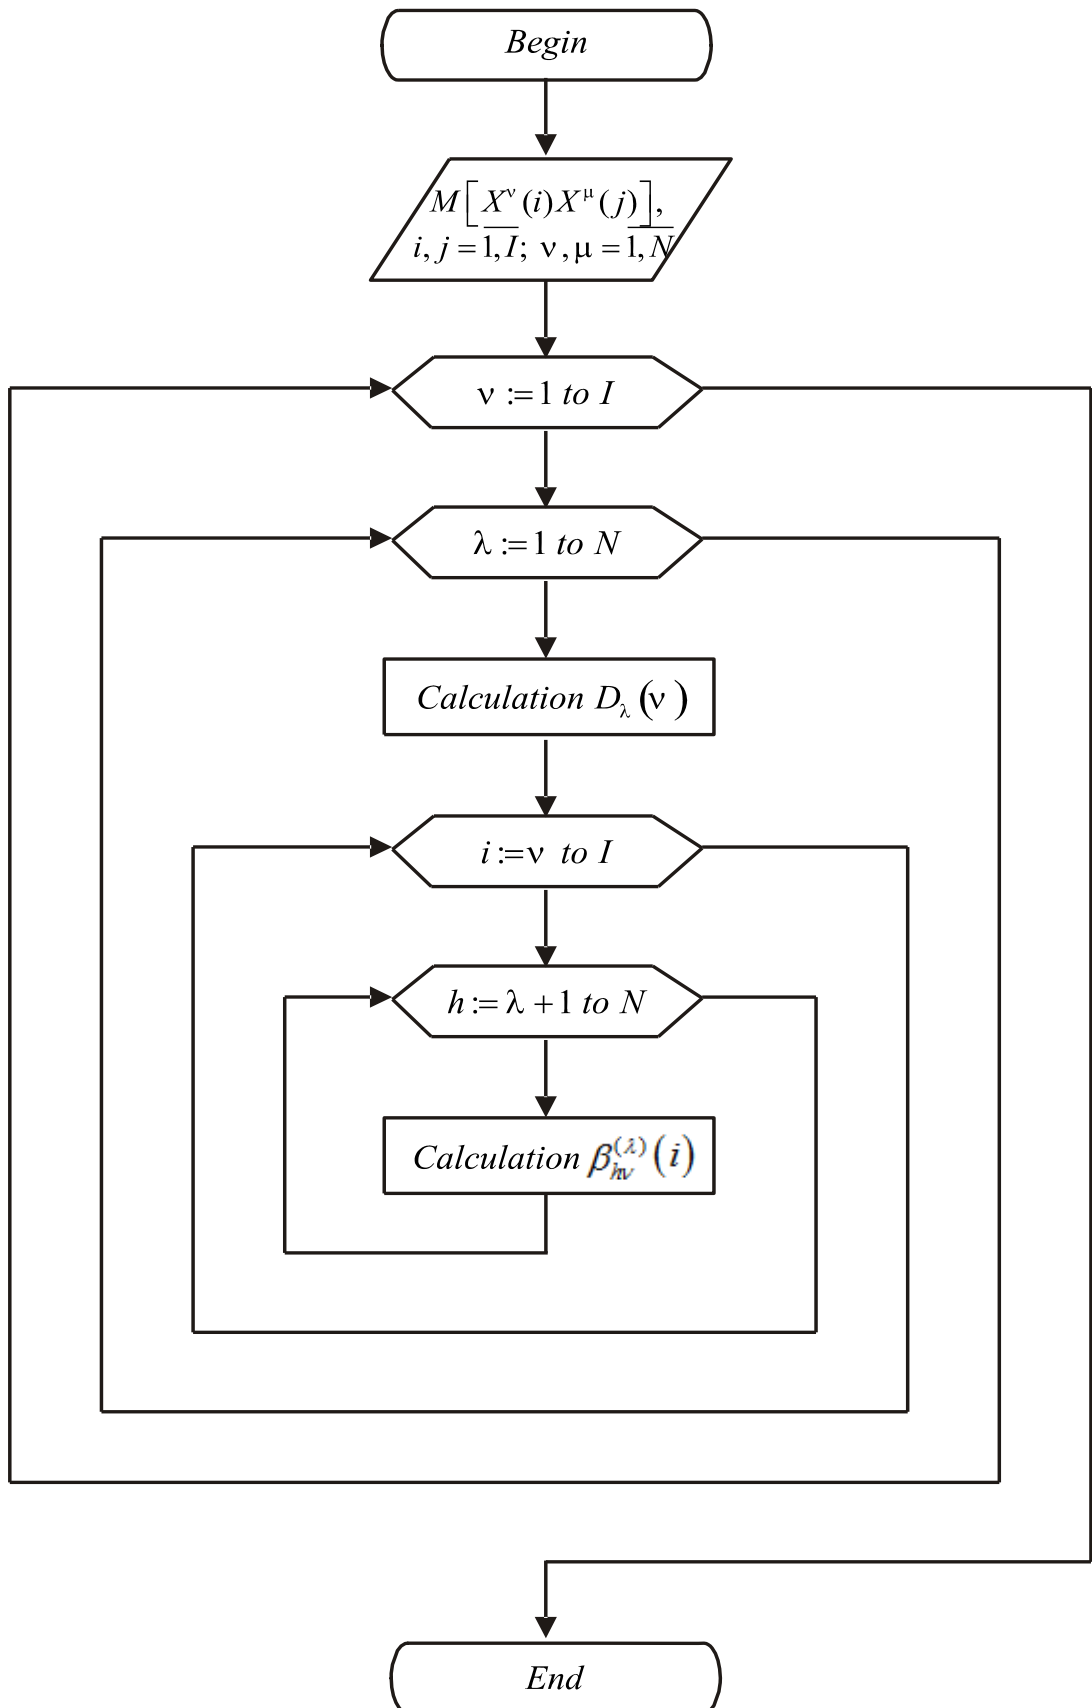 Begin
M[X^ν(i)X^μ(j)],
i, j = 1, I; ν, μ = 1, N
ν := 1 to I
λ := 1 to N
Calculation D_λ(ν)
i := ν to I
h := λ + 1 to N
Calculation β_{hν}^{(λ)}(i)
End